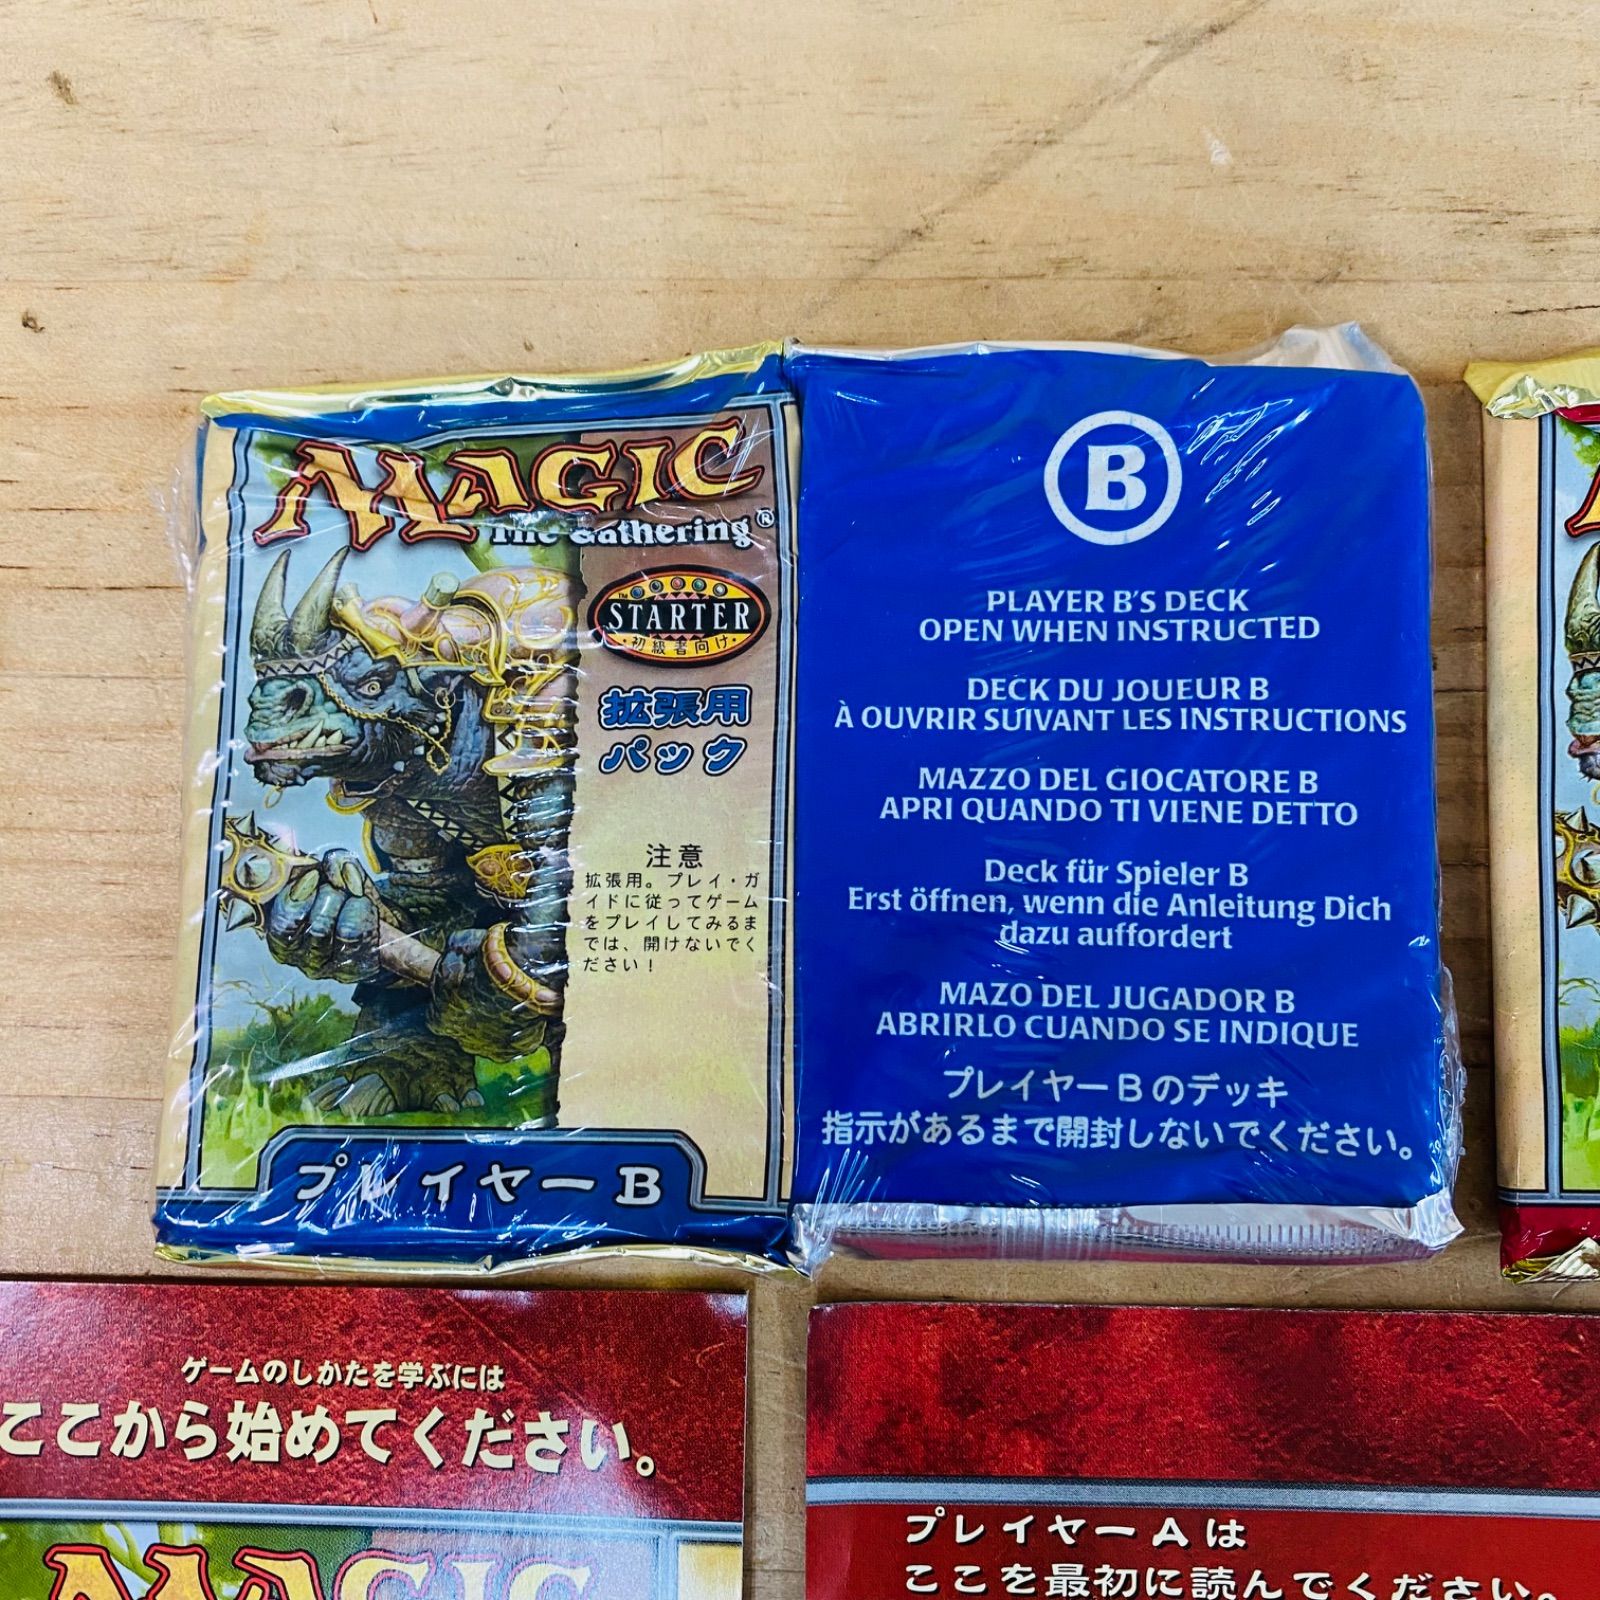 MAGIC
The Gathering®
™
STARTER
・初級者向け・
拡張用
パック
注意
拡張用。プレイ・ガ
イドに従ってゲーム
をプレイしてみるま
では、開けないでく
ださい！
プレイヤーB
B
PLAYER B'S DECK
OPEN WHEN INSTRUCTED
DECK DU JOUEUR B
À OUVRIR SUIVANT LES INSTRUCTIONS
MAZZO DEL GIOCATORE B
APRI QUANDO TI VIENE DETTO
Deck für Spieler B
Erst öffnen, wenn die Anleitung Dich
dazu auffordert
MAZO DEL JUGADOR B
ABRIRLO CUANDO SE INDIQUE
プレイヤーBのデッキ
指示があるまで開封しないでください。
ゲームのしかたを学ぶには
ここから始めてください。
MAGIC
プレイヤーAは
ここを最初に読んでください。